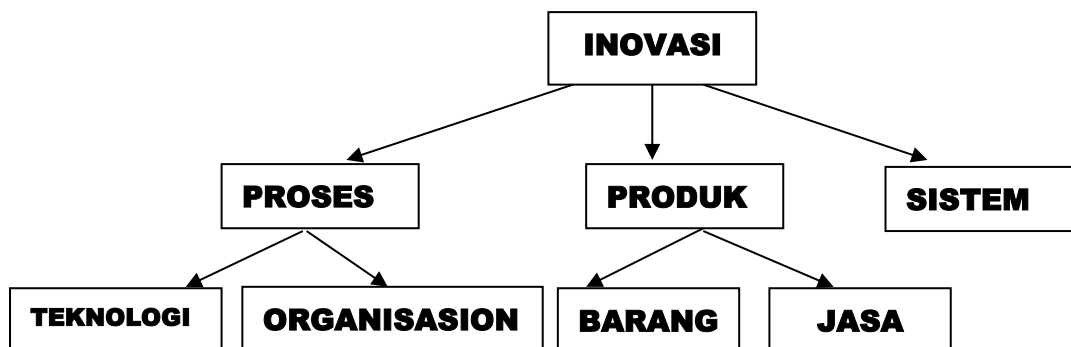 INOVASI
PROSES
PRODUK
SISTEM
TEKNOLOGI
ORGANISASION
BARANG
JASA